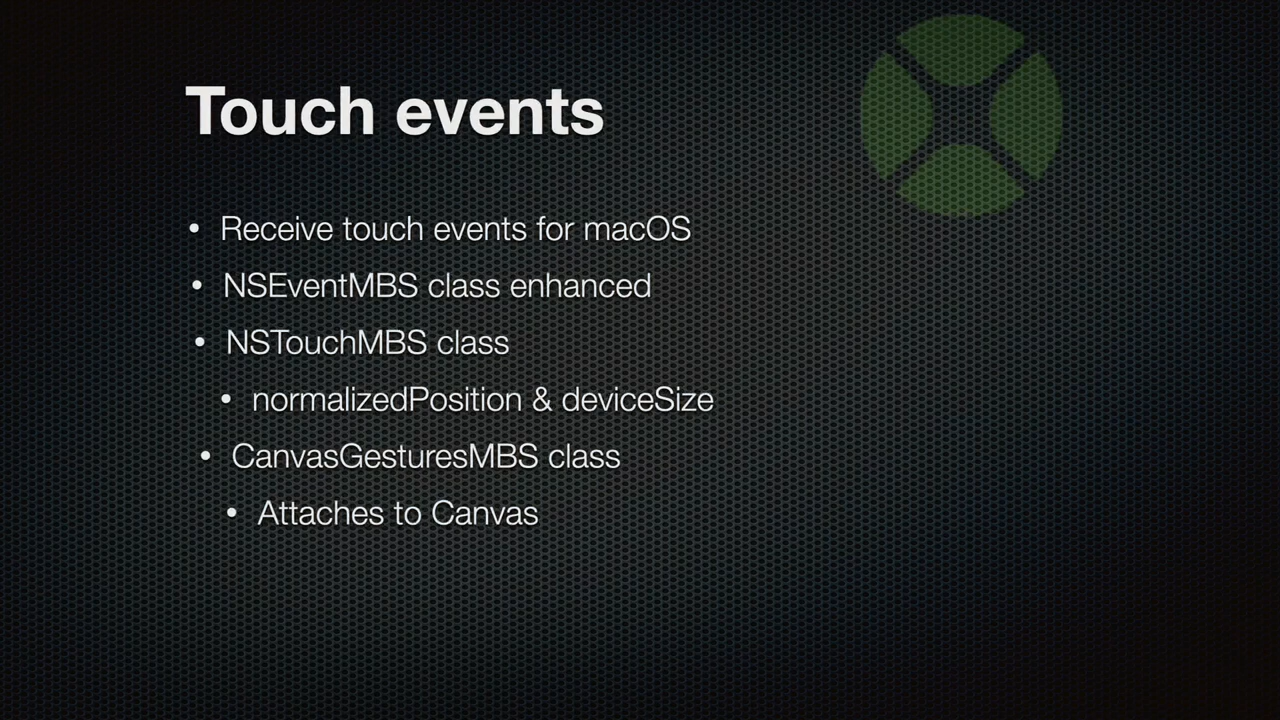 Touch events
• Receive touch events for macOS
• NSEventMBS class enhanced
• NSTouchMBS class
• normalizedPosition & deviceSize
• CanvasGesturesMBS class
• Attaches to Canvas